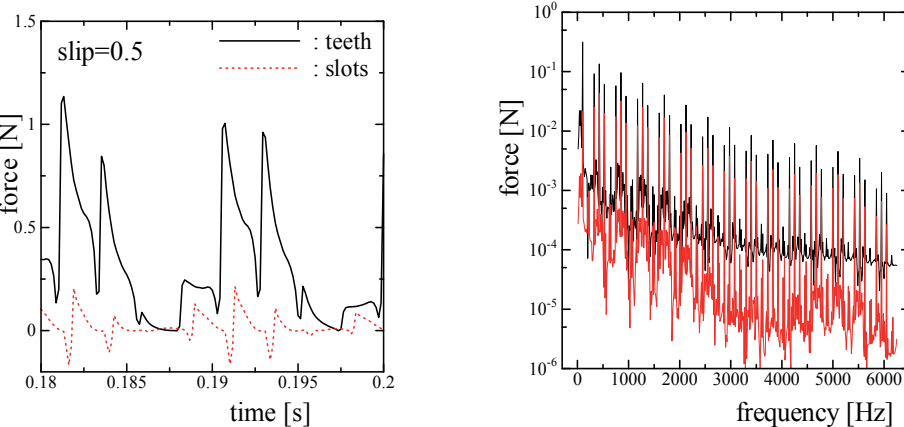 1.5
1
0.5
0
force [N]
slip=0.5
: teeth
: slots
0.18 0.185 0.19 0.195 0.2
time [s]
10^0
10^-1
10^-2
10^-3
10^-4
10^-5
10^-6
force [N]
0 1000 2000 3000 4000 5000 6000
frequency [Hz]